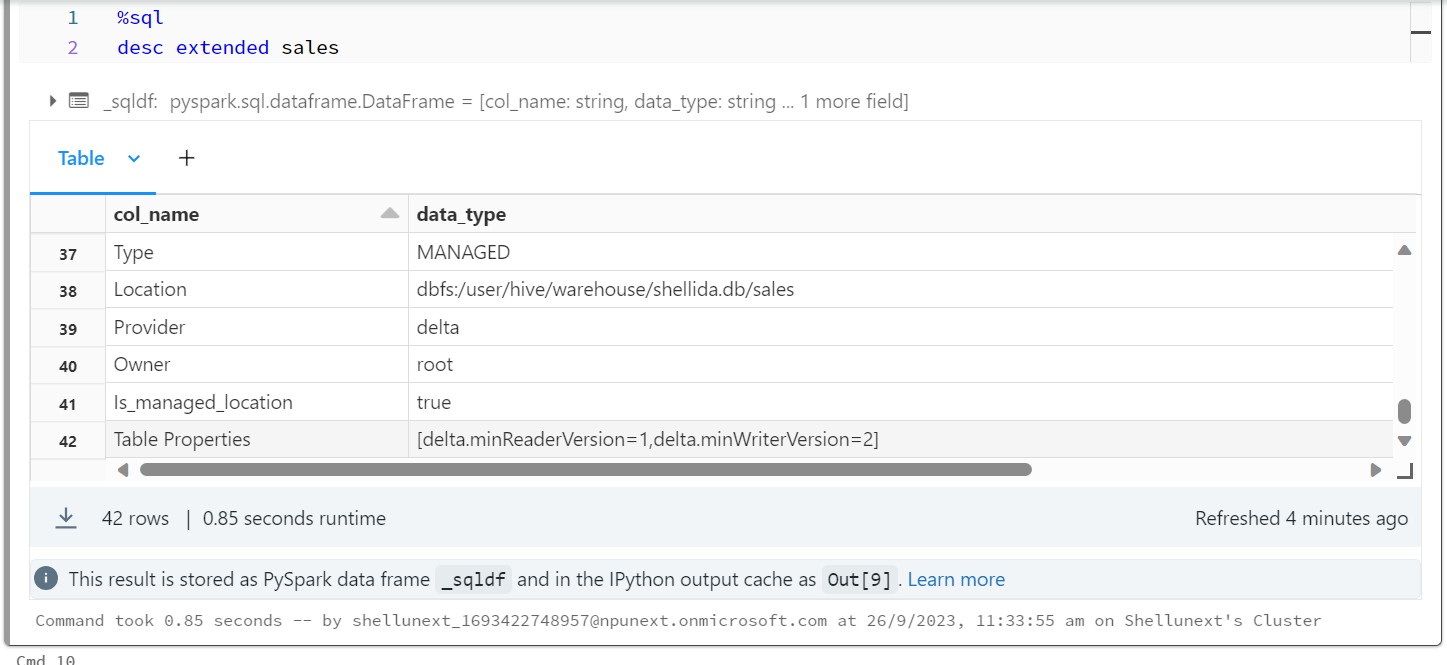 1 %sql
2 desc extended sales
_sqldf: pyspark.sql.dataframe.DataFrame = [col_name: string, data_type: string ... 1 more field]
Table +
col_name data_type
37 Type MANAGED
38 Location dbfs:/user/hive/warehouse/shellida.db/sales
39 Provider delta
40 Owner root
41 Is_managed_location true
42 Table Properties [delta.minReaderVersion=1,delta.minWriterVersion=2]
42 rows | 0.85 seconds runtime Refreshed 4 minutes ago
This result is stored as PySpark data frame _sqldf and in the IPython output cache as Out[9]. Learn more
Command took 0.85 seconds -- by shellunext_1693422748957@npunext.onmicrosoft.com at 26/9/2023, 11:33:55 am on Shellunext's Cluster
Cmd 10